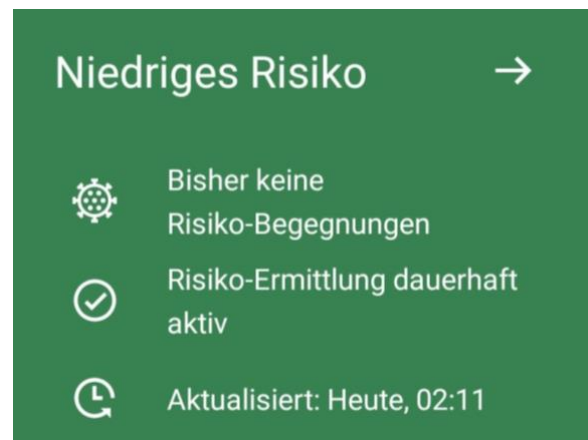 Niedriges Risiko
Bisher keine
Risiko-Begegnungen
Risiko-Ermittlung dauerhaft
aktiv
Aktualisiert: Heute, 02:11